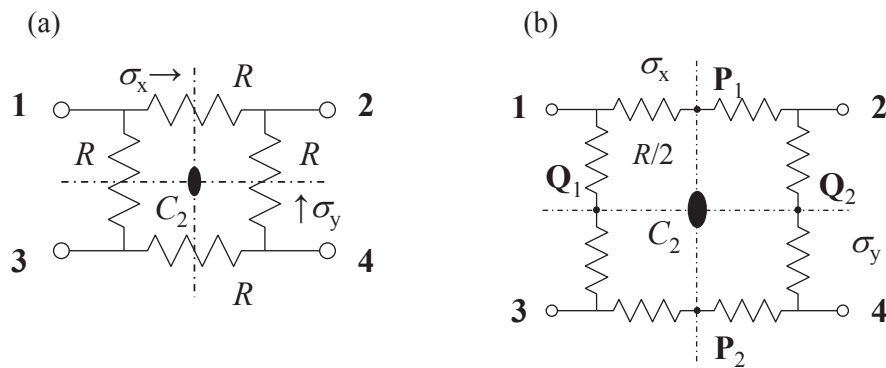 (a)
σx→ R
1 2
R R
C2 ↑σy
3 4
R
(b)
σx P1
1 2
R/2
Q1 Q2
C2 σy
3 4
P2